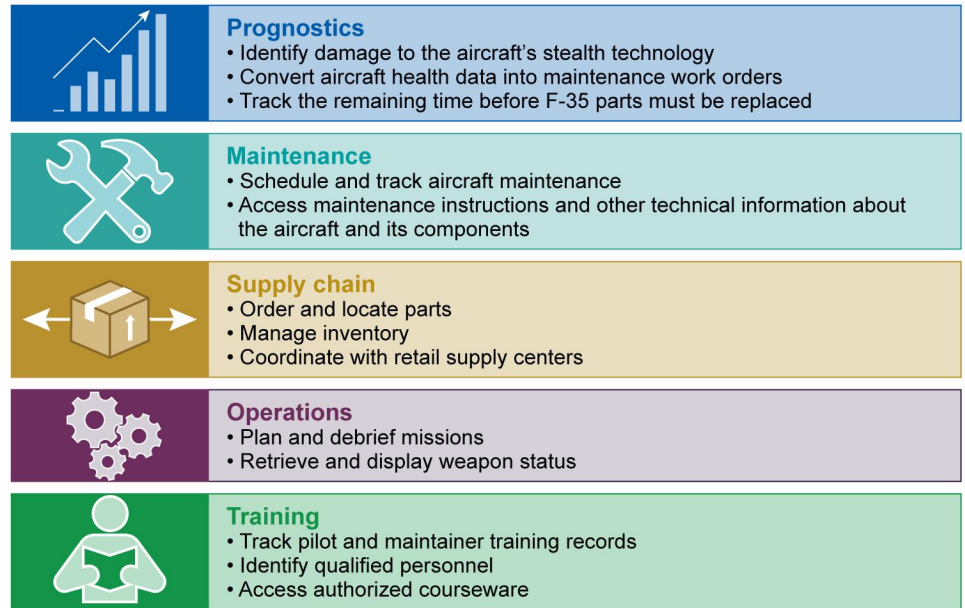 Prognostics
• Identify damage to the aircraft’s stealth technology
• Convert aircraft health data into maintenance work orders
• Track the remaining time before F-35 parts must be replaced
Maintenance
• Schedule and track aircraft maintenance
• Access maintenance instructions and other technical information about
the aircraft and its components
Supply chain
• Order and locate parts
• Manage inventory
• Coordinate with retail supply centers
Operations
• Plan and debrief missions
• Retrieve and display weapon status
Training
• Track pilot and maintainer training records
• Identify qualified personnel
• Access authorized courseware